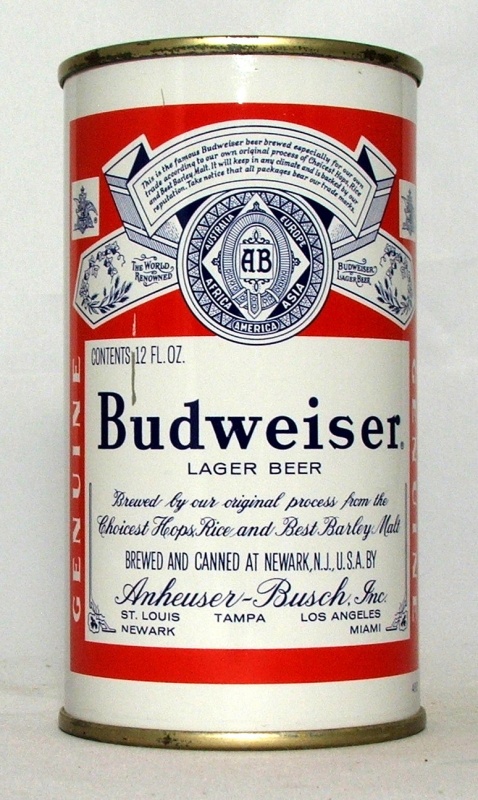 This is the famous Budweiser beer brewed especially for our own
trade according to our own original process of Choicest Hops, Rice
and Best Barley Malt. It will keep in any climate and is backed by our
reputation. Take notice that all packages bear our trade mark.
AUSTRALIA EUROPE
THE WORLD
RENOWNED
AB
BUDWEISER
LAGER BEER
AFRICA ASIA
AMERICA
CONTENTS 12 FL. OZ.
Budweiser®
LAGER BEER
Brewed by our original process from the
Choicest Hops, Rice and Best Barley Malt
BREWED AND CANNED AT NEWARK, N.J., U.S.A. BY
Anheuser-Busch, Inc.
ST. LOUIS TAMPA LOS ANGELES
NEWARK MIAMI
GENUINE
GENUINE